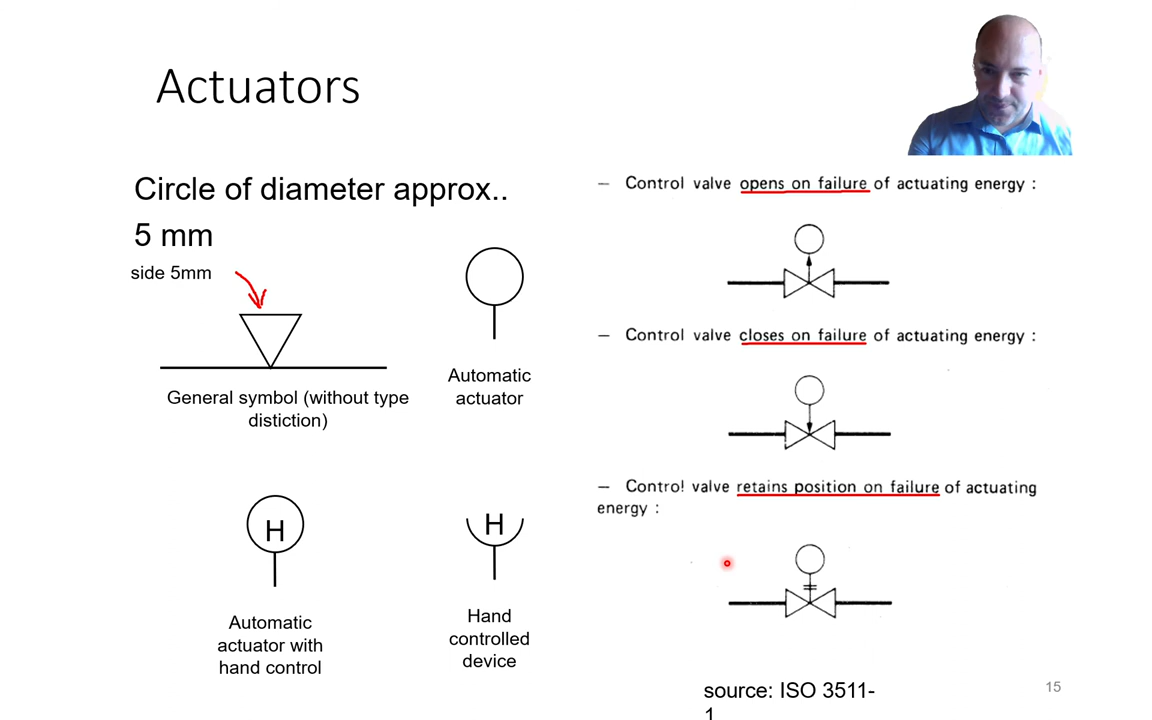 Actuators
Circle of diameter approx..
5 mm
side 5mm
General symbol (without type
distiction)
Automatic
actuator
H
Automatic
actuator with
hand control
H
Hand
controlled
device
— Control valve opens on failure of actuating energy :
— Control valve closes on failure of actuating energy :
— Control valve retains position on failure of actuating
energy :
source: ISO 3511-
1
15